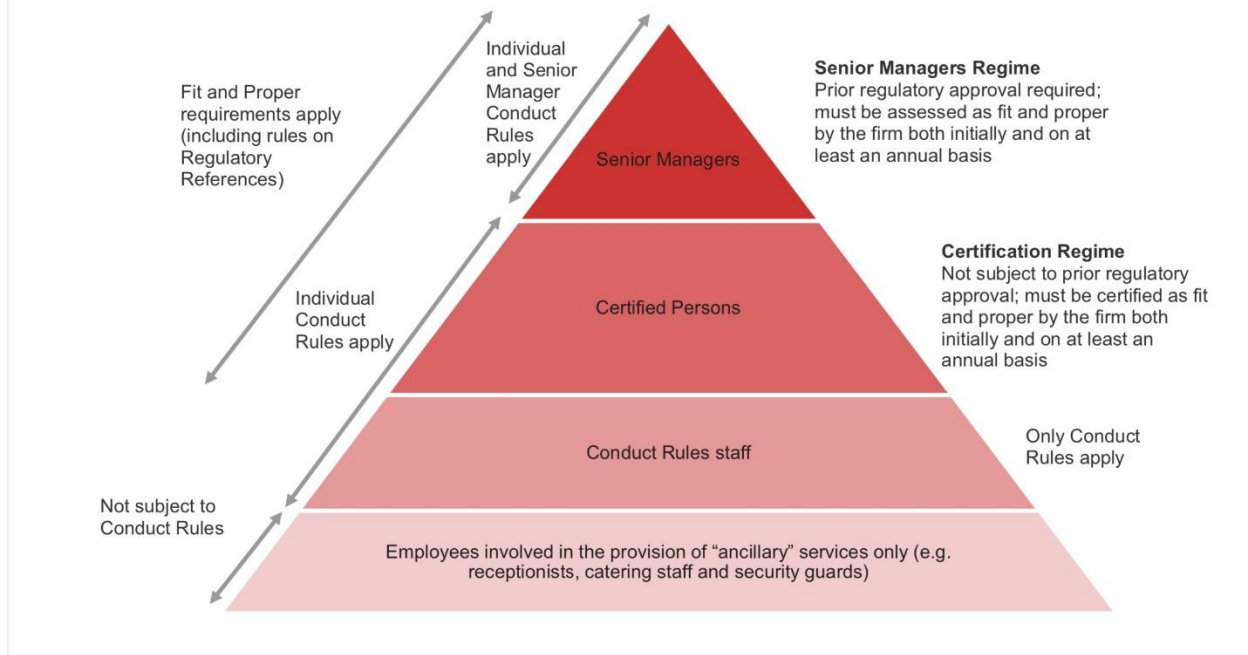 Individual
and Senior
Manager
Conduct
Rules
apply
Fit and Proper
requirements apply
(including rules on
Regulatory
References)
Senior Managers Regime
Prior regulatory approval required;
must be assessed as fit and proper
by the firm both initially and on at
least an annual basis
Senior Managers
Certification Regime
Not subject to prior regulatory
approval; must be certified as fit
and proper by the firm both
initially and on at least an
annual basis
Individual
Conduct
Rules apply
Certified Persons
Only Conduct
Rules apply
Conduct Rules staff
Not subject to
Conduct Rules
Employees involved in the provision of “ancillary” services only (e.g.
receptionists, catering staff and security guards)